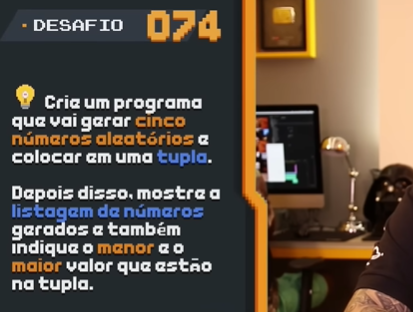 DESAFIO 074
Crie um programa
que vai gerar cinco
números aleatórios e
colocar em uma tupla.
Depois disso, mostre a
listagem de números
gerados e também
indique o menor e o
maior valor que estão
na tupla.